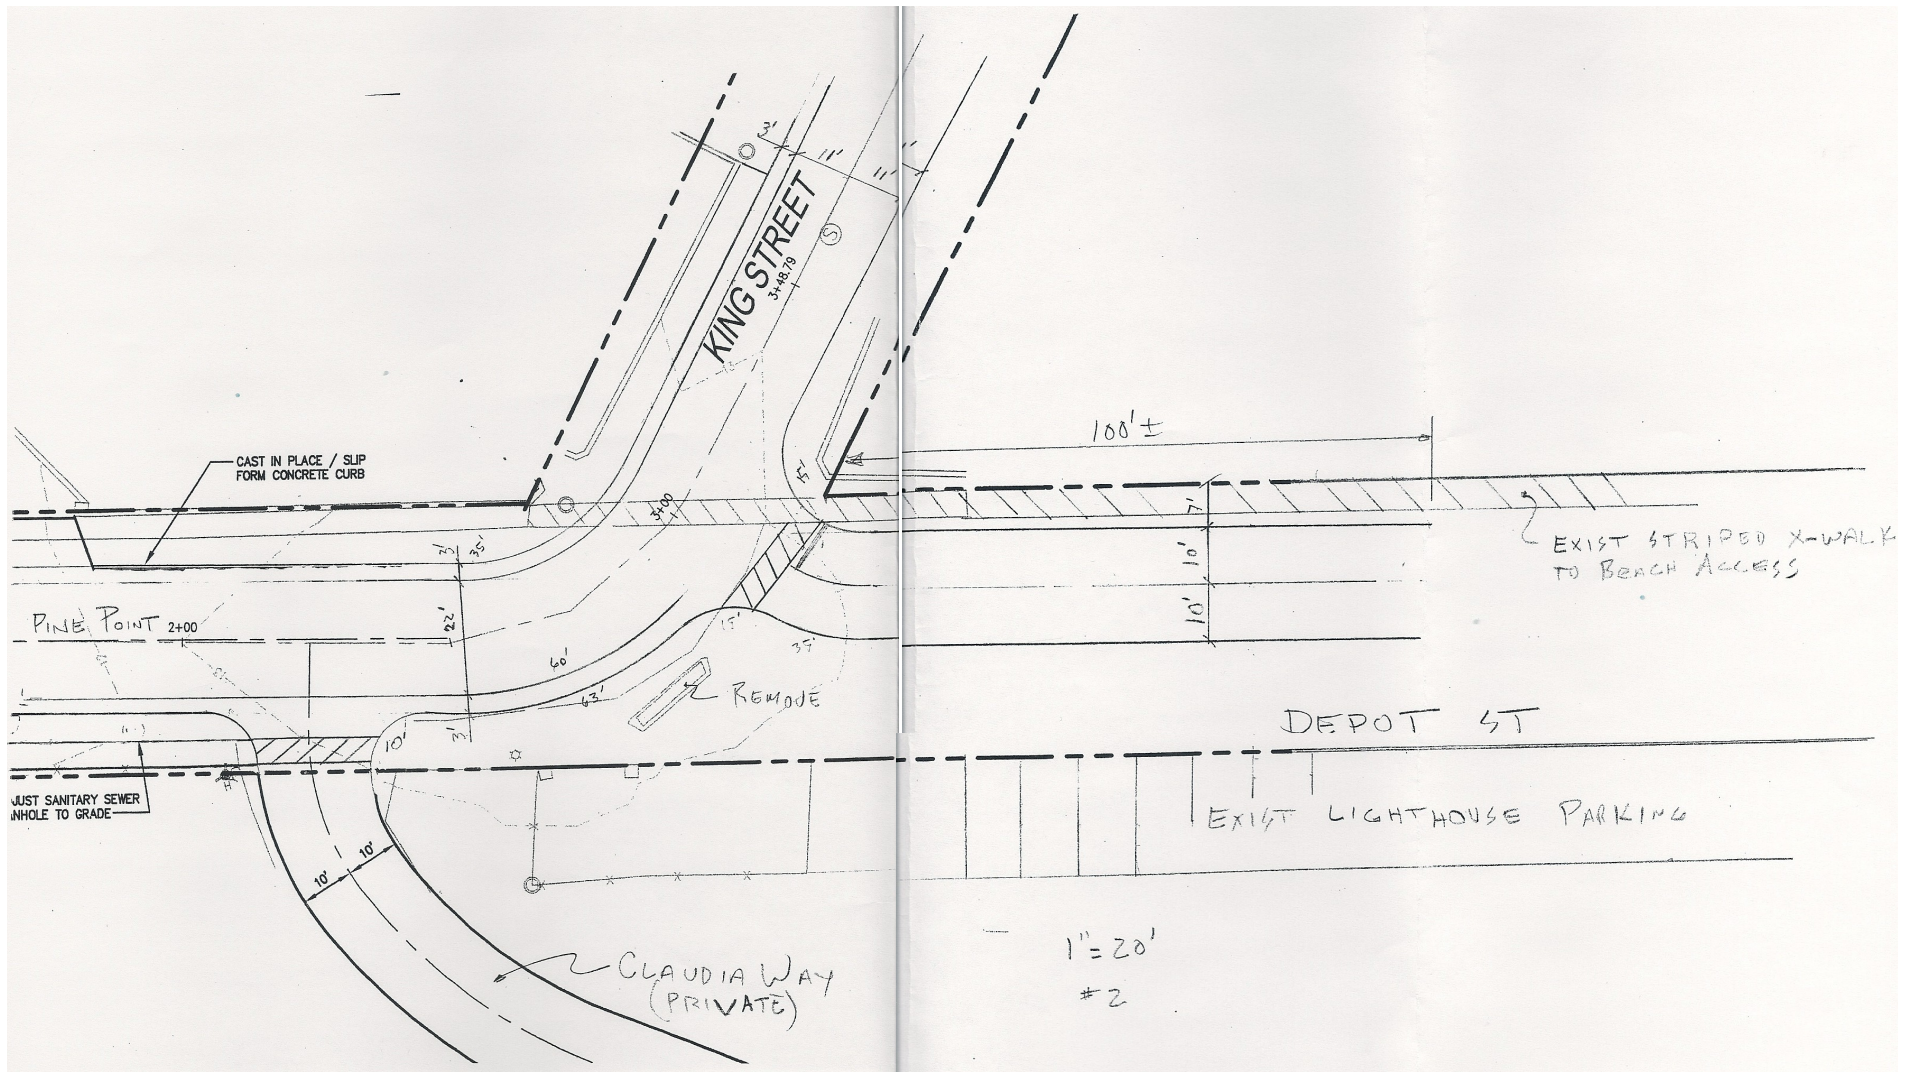 3'
11'
11'
KING STREET
S
3+48.79
100'±
CAST IN PLACE / SLIP
FORM CONCRETE CURB
15'
3+00
7'
3'
35'
EXIST STRIPED X-WALK
TO BEACH ACCESS
10'
10'
22'
PINE POINT 2+00
15'
35'
60'
63'
REMOVE
3'
10'
DEPOT ST
JUST SANITARY SEWER
ANHOLE TO GRADE
EXIST LIGHTHOUSE PARKING
10'
10'
CLAUDIA WAY
(PRIVATE)
1"=20'
#2